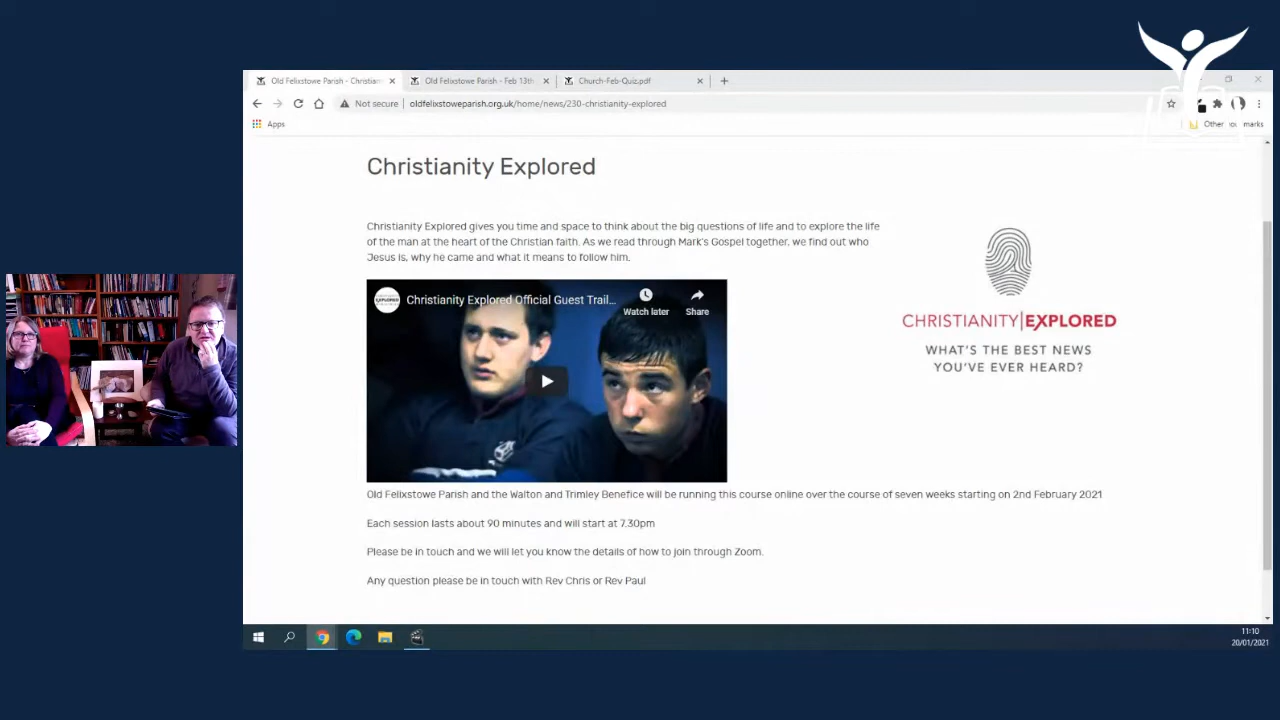 Old Felixstowe Parish - Christian
Old Felixstowe Parish - Feb 13th
Church-Feb-Quiz.pdf
Not secure
oldfelixstoweparish.org.uk/home/news/230-christianity-explored
Apps
Other
marks
Christianity Explored
Christianity Explored gives you time and space to think about the big questions of life and to explore the life
of the man at the heart of the Christian faith. As we read through Mark's Gospel together, we find out who
Jesus is, why he came and what it means to follow him.
Christianity Explored Official Guest Trail...
Watch later
Share
CHRISTIANITY|EXPLORED
WHAT'S THE BEST NEWS
YOU'VE EVER HEARD?
Old Felixstowe Parish and the Walton and Trimley Benefice will be running this course online over the course of seven weeks starting on 2nd February 2021
Each session lasts about 90 minutes and will start at 7.30pm
Please be in touch and we will let you know the details of how to join through Zoom.
Any question please be in touch with Rev Chris or Rev Paul
11:10
20/01/2021